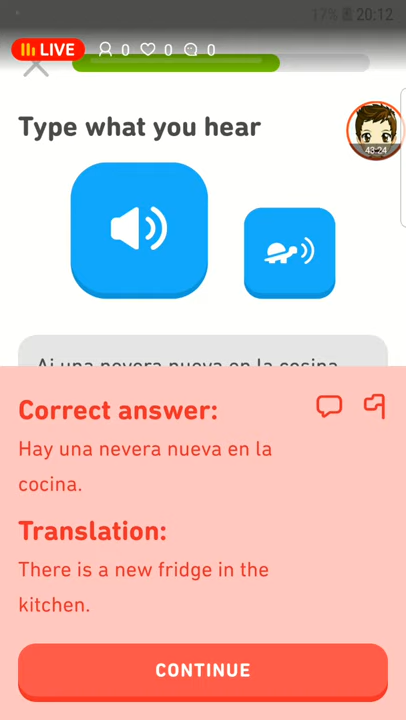 17% 20:12
LIVE 0 0 0
Type what you hear
43:24
Ai una nevera nueva en la cocina
Correct answer:
Hay una nevera nueva en la
cocina.
Translation:
There is a new fridge in the
kitchen.
CONTINUE